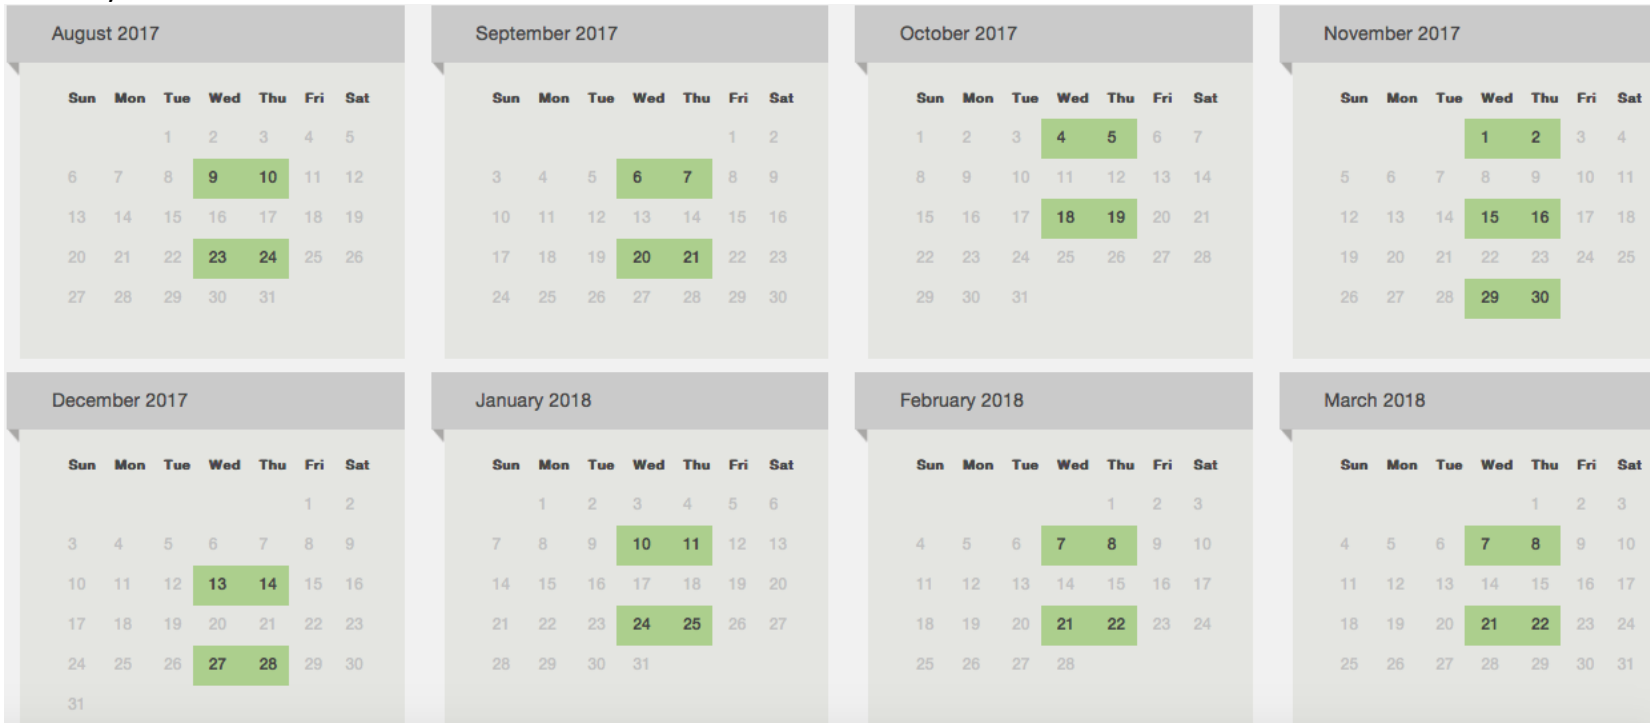 August 2017
Sun Mon Tue Wed Thu Fri Sat
1 2 3 4 5
6 7 8 9 10 11 12
13 14 15 16 17 18 19
20 21 22 23 24 25 26
27 28 29 30 31
September 2017
Sun Mon Tue Wed Thu Fri Sat
1 2
3 4 5 6 7 8 9
10 11 12 13 14 15 16
17 18 19 20 21 22 23
24 25 26 27 28 29 30
October 2017
Sun Mon Tue Wed Thu Fri Sat
1 2 3 4 5 6 7
8 9 10 11 12 13 14
15 16 17 18 19 20 21
22 23 24 25 26 27 28
29 30 31
November 2017
Sun Mon Tue Wed Thu Fri Sat
1 2 3 4
5 6 7 8 9 10 11
12 13 14 15 16 17 18
19 20 21 22 23 24 25
26 27 28 29 30
December 2017
Sun Mon Tue Wed Thu Fri Sat
1 2
3 4 5 6 7 8 9
10 11 12 13 14 15 16
17 18 19 20 21 22 23
24 25 26 27 28 29 30
31
January 2018
Sun Mon Tue Wed Thu Fri Sat
1 2 3 4 5 6
7 8 9 10 11 12 13
14 15 16 17 18 19 20
21 22 23 24 25 26 27
28 29 30 31
February 2018
Sun Mon Tue Wed Thu Fri Sat
1 2 3
4 5 6 7 8 9 10
11 12 13 14 15 16 17
18 19 20 21 22 23 24
25 26 27 28
March 2018
Sun Mon Tue Wed Thu Fri Sat
1 2 3
4 5 6 7 8 9 10
11 12 13 14 15 16 17
18 19 20 21 22 23 24
25 26 27 28 29 30 31